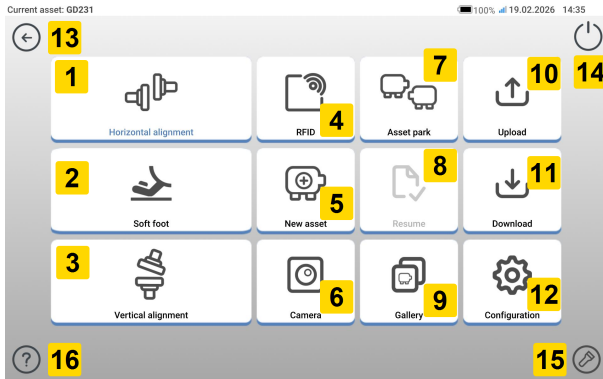 Current asset: GD231
100% 19.02.2026 14:35
13
14
1
Horizontal alignment
4
RFID
7
Asset park
10
Upload
2
Soft foot
5
New asset
8
Resume
11
Download
3
Vertical alignment
6
Camera
9
Gallery
12
Configuration
? 16
15